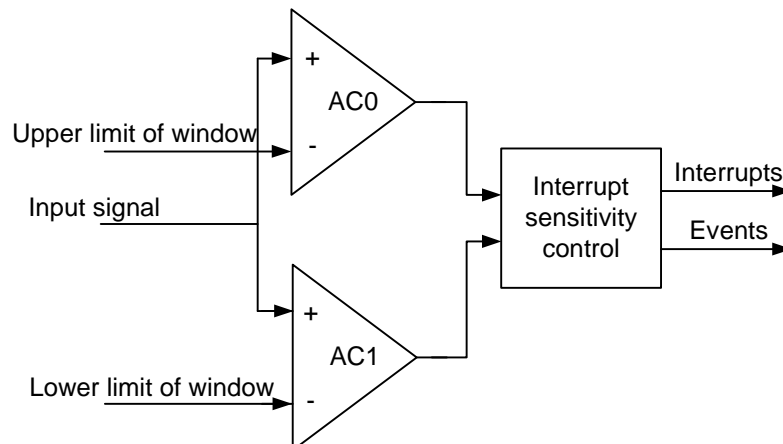 +
AC0
-
Upper limit of window
Input signal
Interrupt
sensitivity
control
Interrupts
Events
+
AC1
-
Lower limit of window